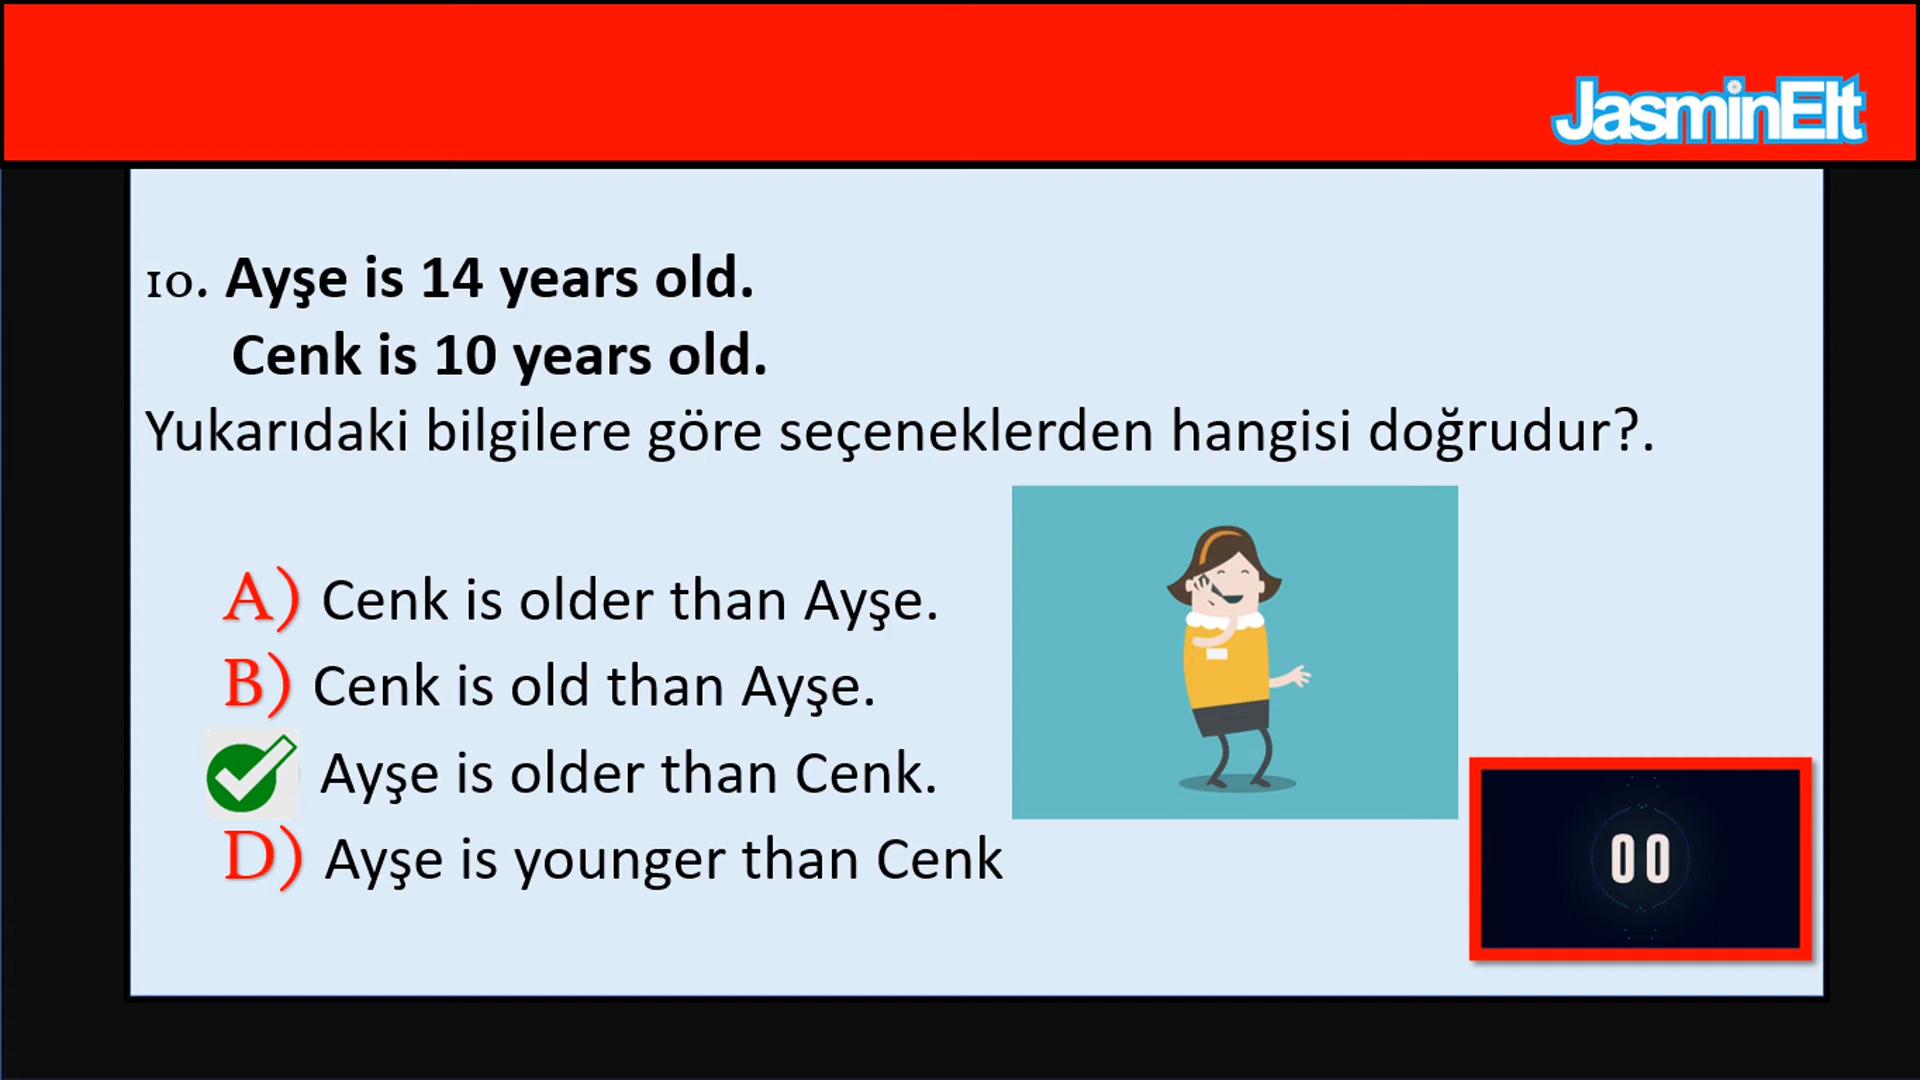 JasminElt
10. Ayşe is 14 years old.
Cenk is 10 years old.
Yukarıdaki bilgilere göre seçeneklerden hangisi doğrudur?.
A) Cenk is older than Ayşe.
B) Cenk is old than Ayşe.
Ayşe is older than Cenk.
D) Ayşe is younger than Cenk
00